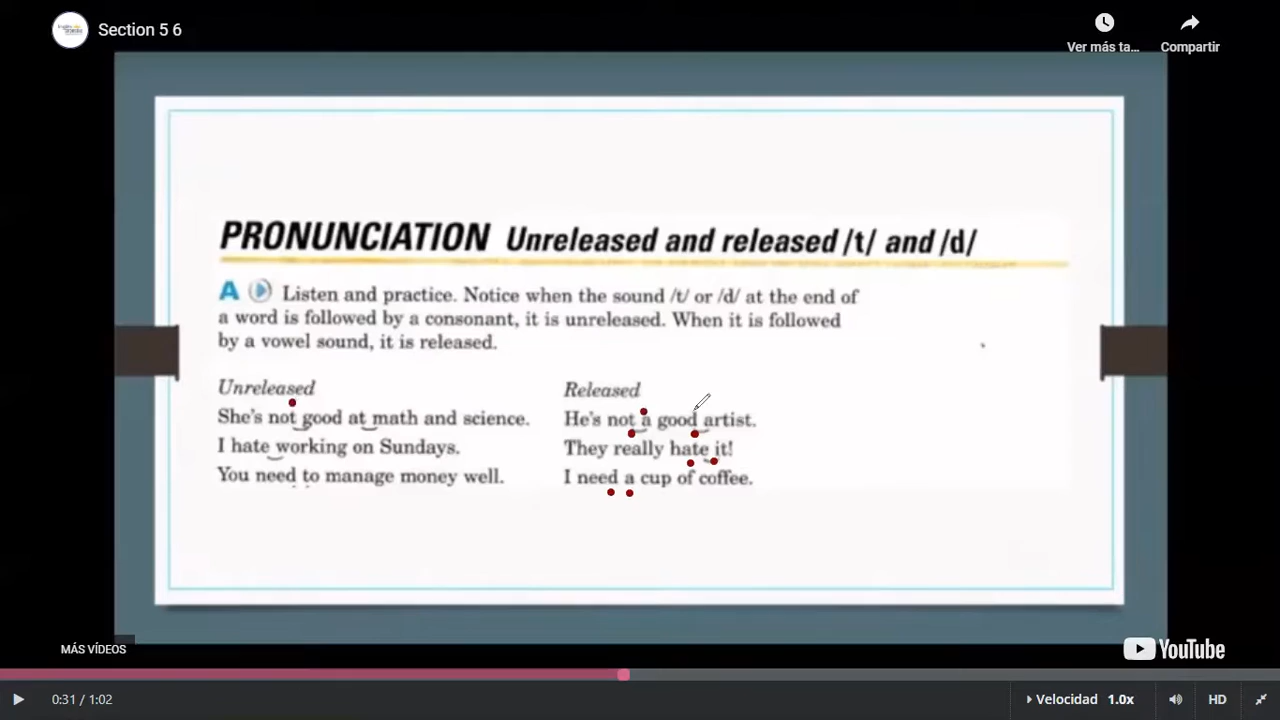 Section 5 6
Ver más ta...
Compartir
PRONUNCIATION Unreleased and released /t/ and /d/
A Listen and practice. Notice when the sound /t/ or /d/ at the end of
a word is followed by a consonant, it is unreleased. When it is followed
by a vowel sound, it is released.
Unreleased
She's not good at math and science.
I hate working on Sundays.
You need to manage money well.
Released
He's not a good artist.
They really hate it!
I need a cup of coffee.
MÁS VÍDEOS
YouTube
0:31 / 1:02
Velocidad 1.0x
HD